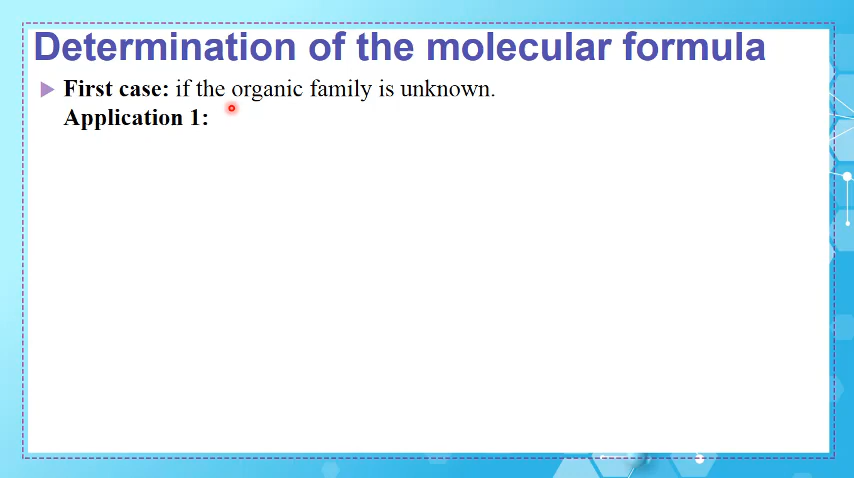 Determination of the molecular formula
First case: if the organic family is unknown.
Application 1: